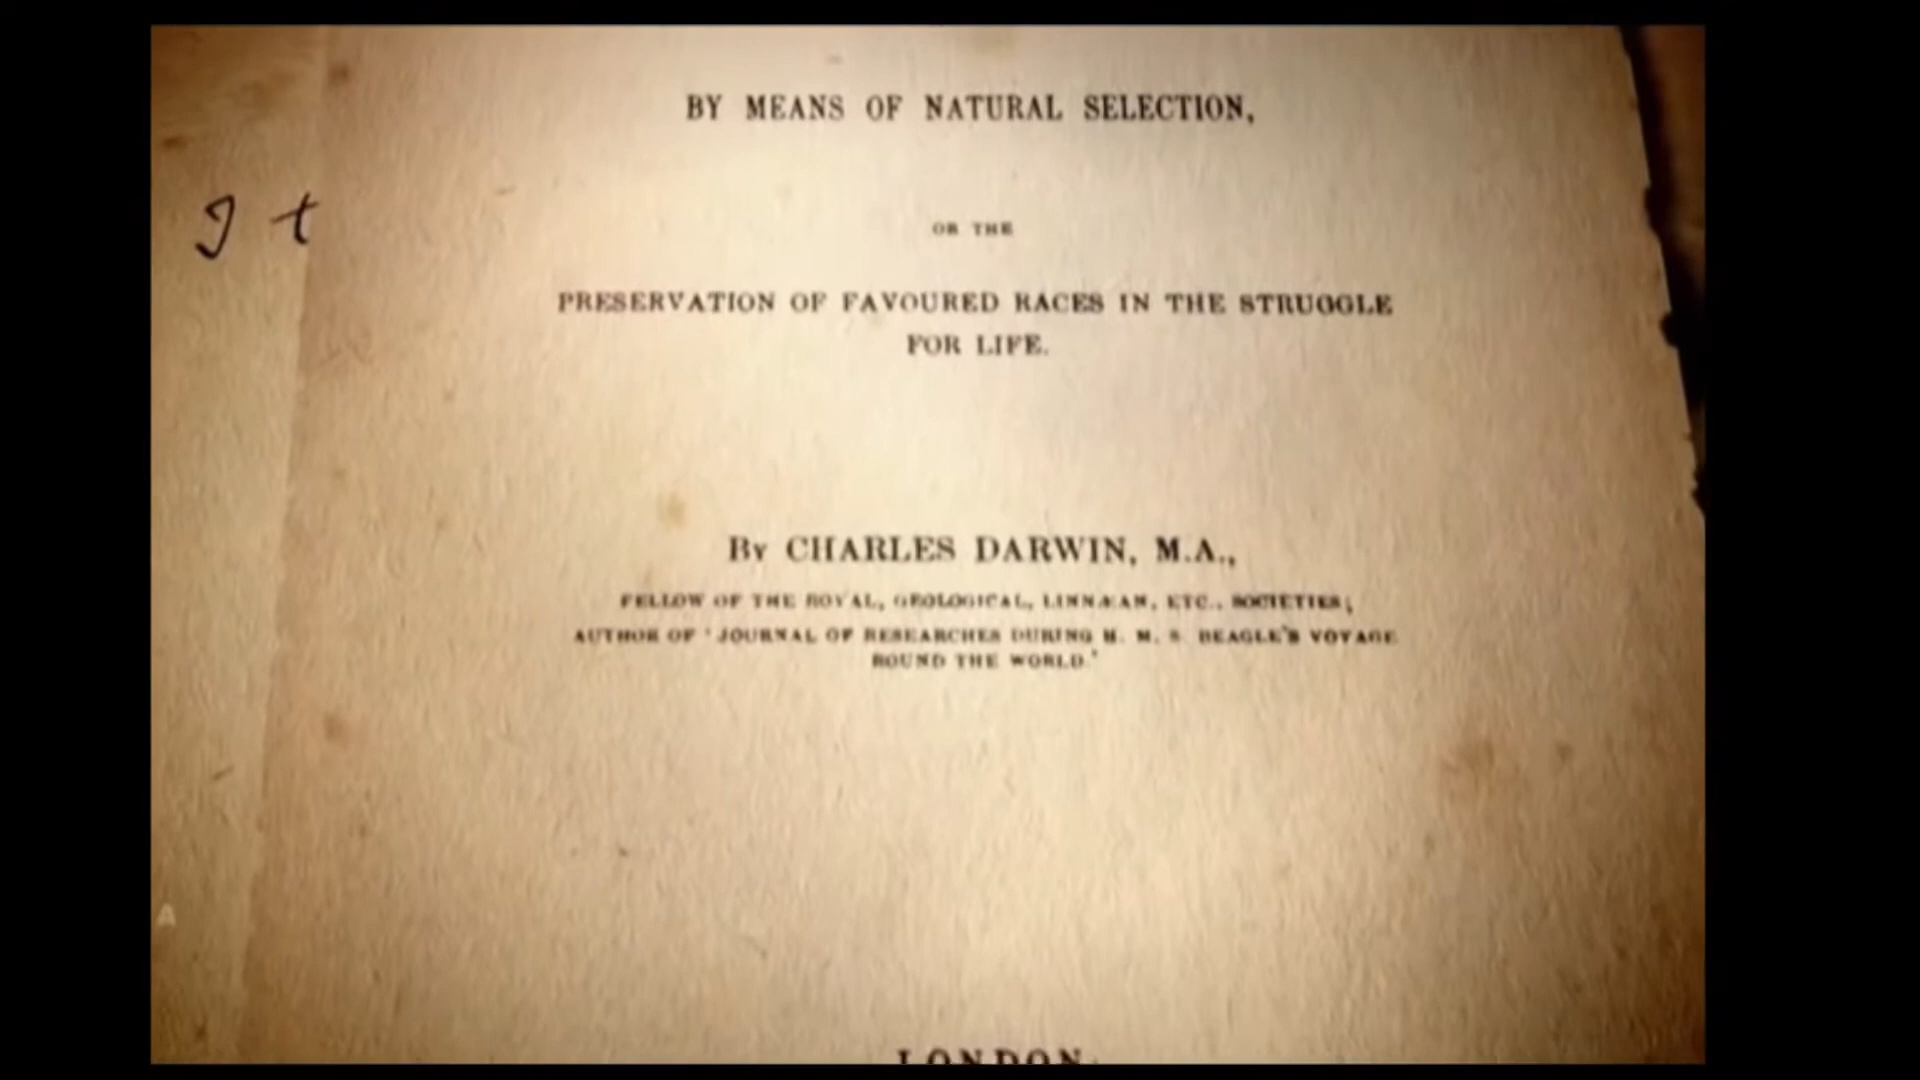 BY MEANS OF NATURAL SELECTION,
I t
OR THE
PRESERVATION OF FAVOURED RACES IN THE STRUGGLE
FOR LIFE.
By CHARLES DARWIN, M.A.,
FELLOW OF THE ROYAL, GEOLOGICAL, LINNÆAN, ETC., SOCIETIES;
AUTHOR OF 'JOURNAL OF RESEARCHES DURING H. M. S. BEAGLE'S VOYAGE
ROUND THE WORLD.'
A
LONDON: